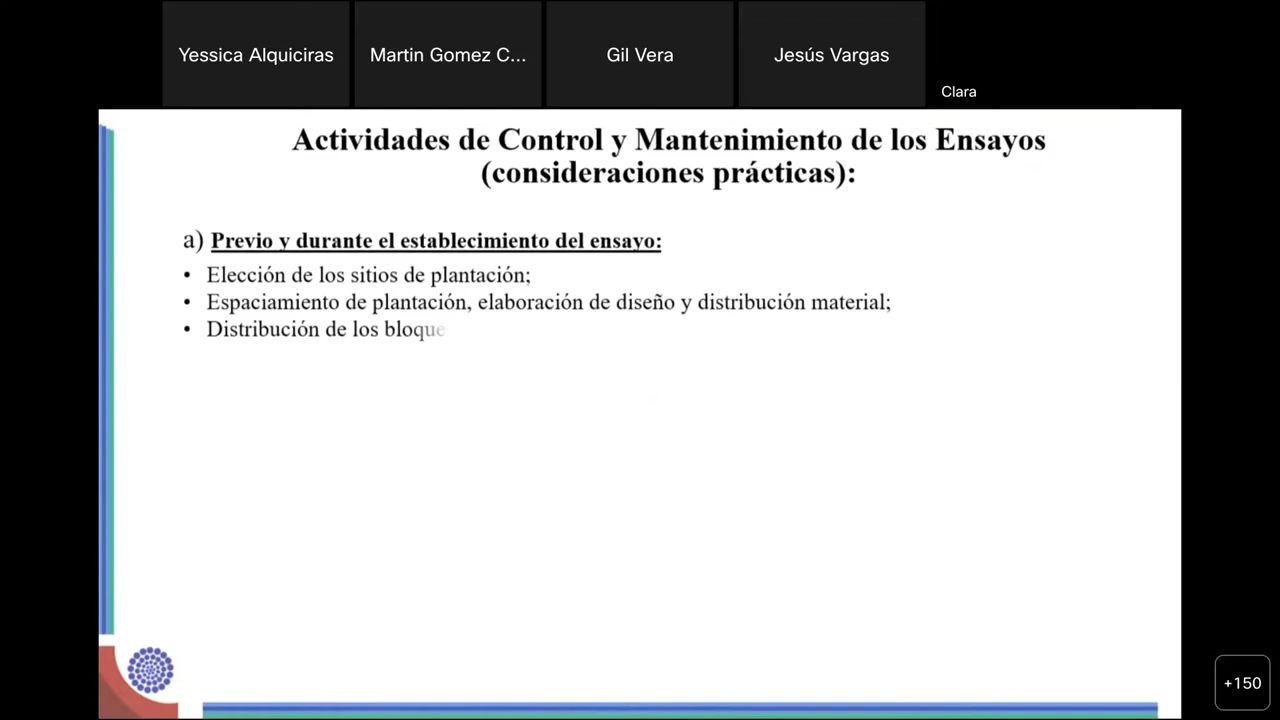 Yessica Alquiciras
Martin Gomez C...
Gil Vera
Jesús Vargas
Clara
Actividades de Control y Mantenimiento de los Ensayos
(consideraciones prácticas):
a) Previo y durante el establecimiento del ensayo:
• Elección de los sitios de plantación;
• Espaciamiento de plantación, elaboración de diseño y distribución material;
• Distribución de los bloque
+150